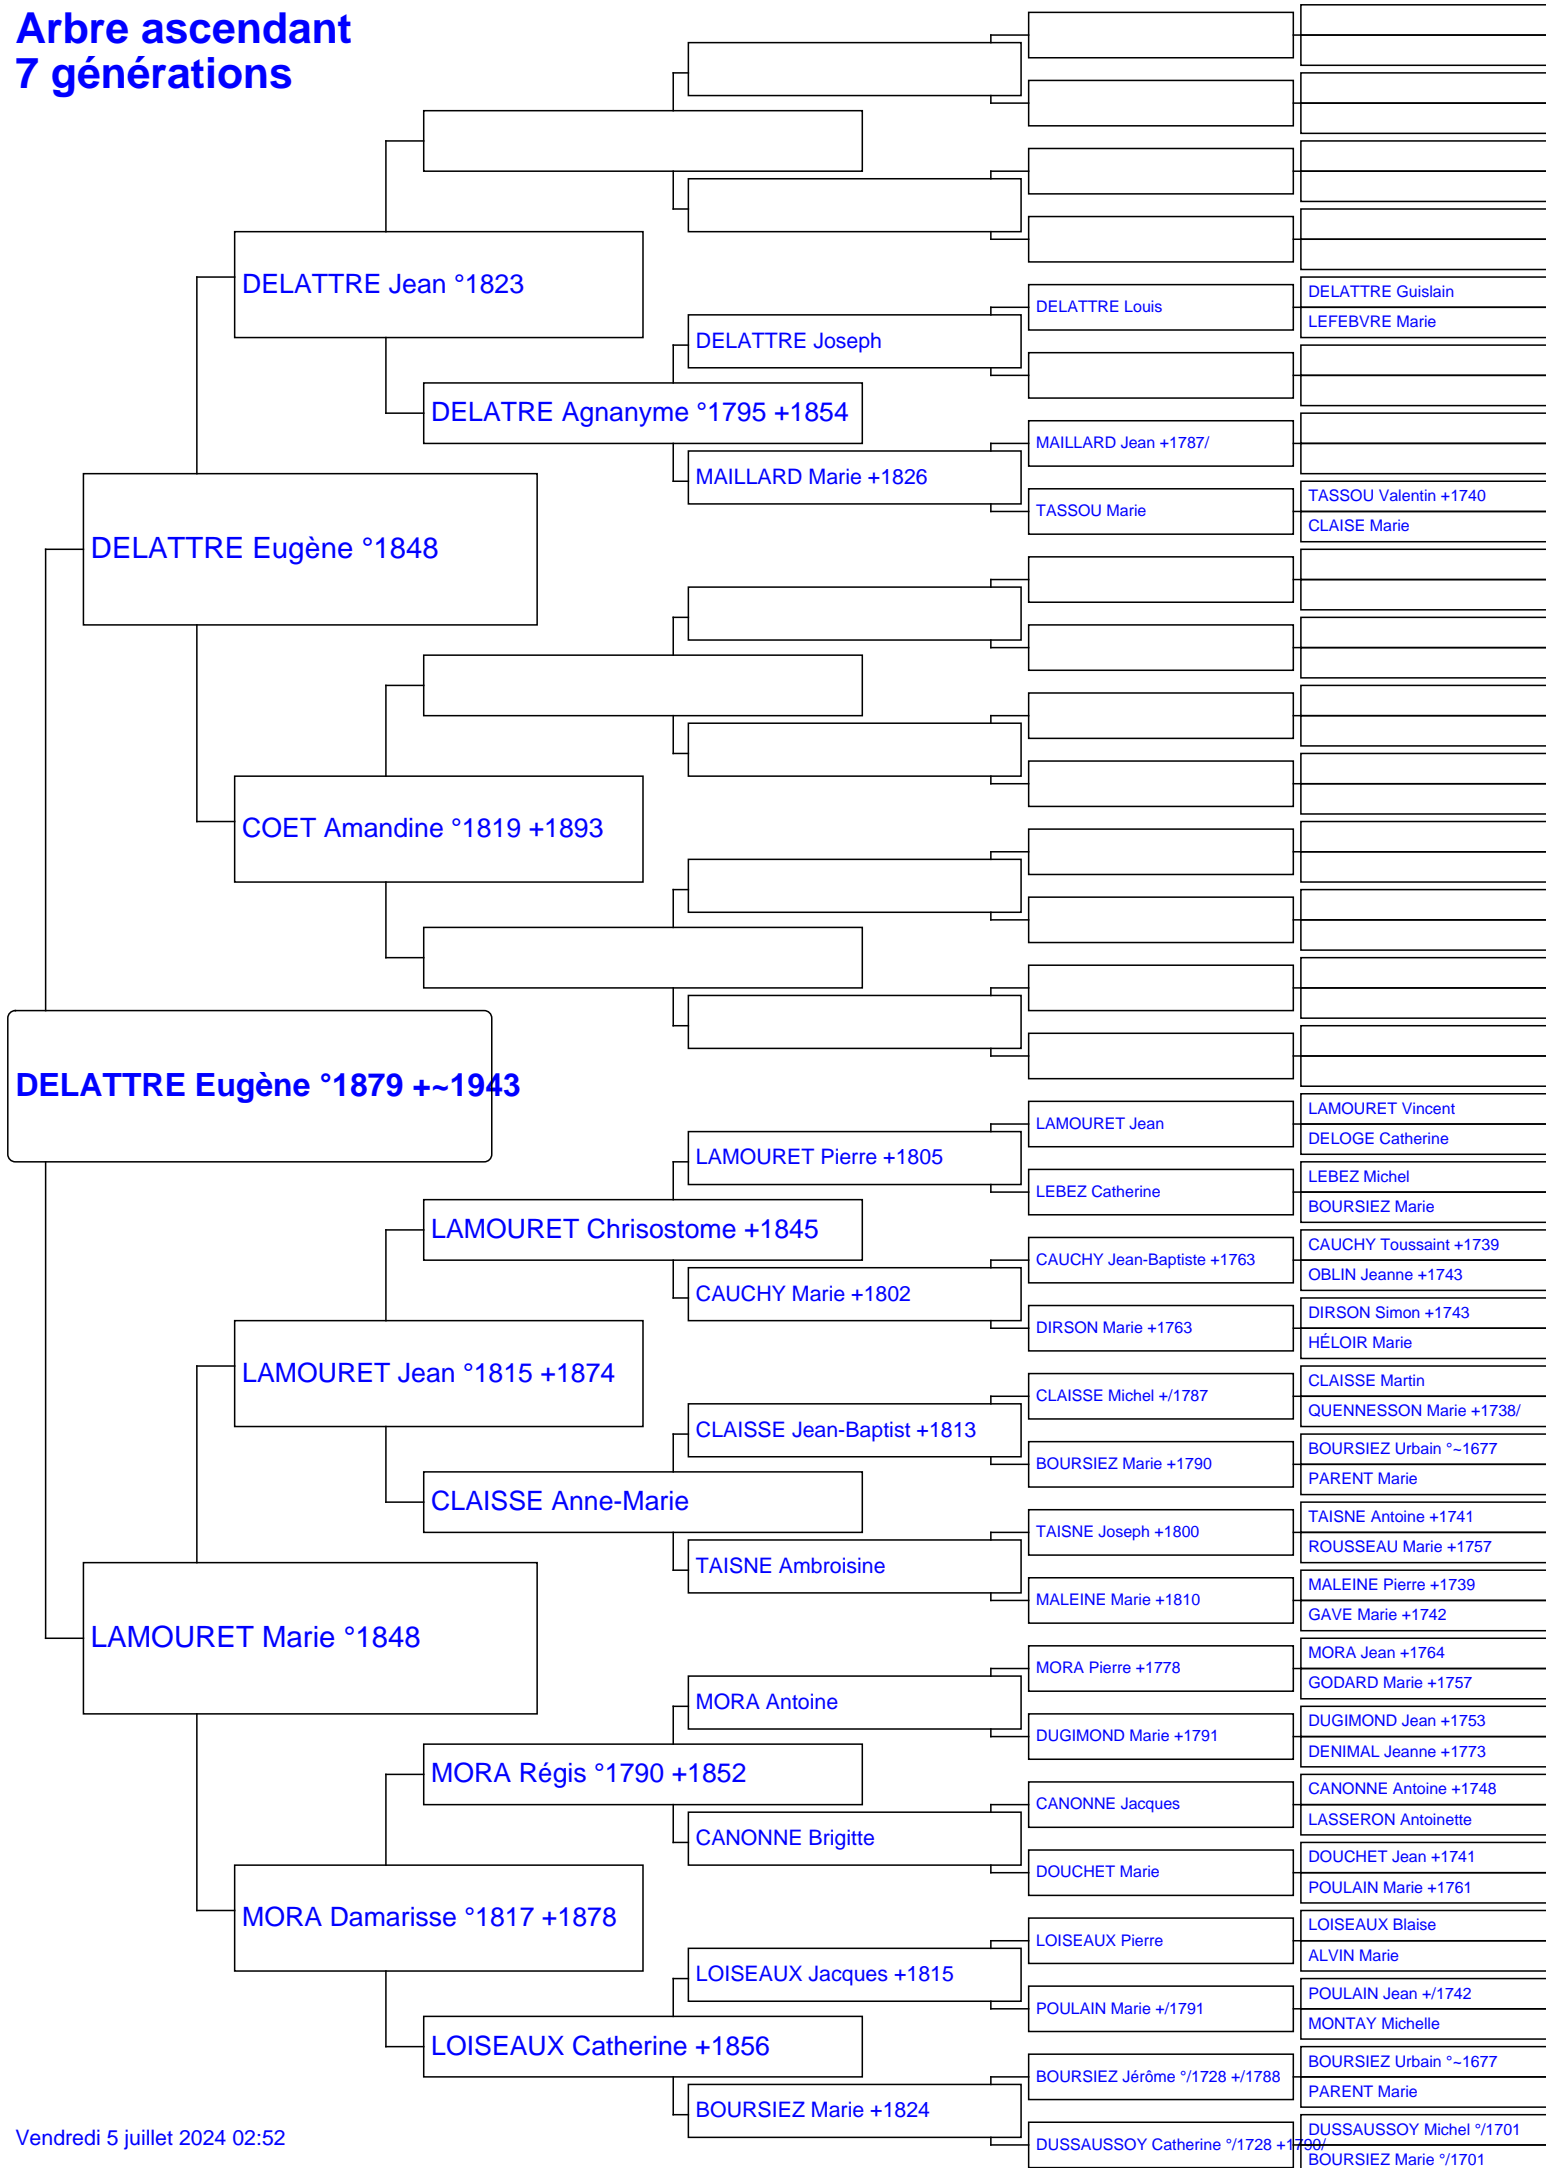 Arbre ascendant
7 générations
DELATTRE Guislain
DELATTRE Jean °1823
DELATTRE Louis
LEFEBVRE Marie
DELATTRE Joseph
DELATRE Agnanyme °1795 +1854
MAILLARD Jean +1787/
MAILLARD Marie +1826
TASSOU Valentin +1740
TASSOU Marie
CLAISE Marie
DELATTRE Eugène °1848
COET Amandine °1819 +1893
DELATTRE Eugène °1879 +~1943
LAMOURET Vincent
LAMOURET Jean
DELOGE Catherine
LAMOURET Pierre +1805
LEBEZ Michel
LEBEZ Catherine
BOURSIEZ Marie
LAMOURET Chrisostome +1845
CAUCHY Toussaint +1739
CAUCHY Jean-Baptiste +1763
OBLIN Jeanne +1743
CAUCHY Marie +1802
DIRSON Simon +1743
DIRSON Marie +1763
HÉLOIR Marie
LAMOURET Jean °1815 +1874
CLAISSE Martin
CLAISSE Michel +/1787
QUENNESSON Marie +1738/
CLAISSE Jean-Baptist +1813
BOURSIEZ Urbain °~1677
BOURSIEZ Marie +1790
PARENT Marie
CLAISSE Anne-Marie
TAISNE Antoine +1741
TAISNE Joseph +1800
ROUSSEAU Marie +1757
TAISNE Ambroisine
MALEINE Pierre +1739
MALEINE Marie +1810
GAVE Marie +1742
LAMOURET Marie °1848
MORA Jean +1764
MORA Pierre +1778
GODARD Marie +1757
MORA Antoine
DUGIMOND Jean +1753
DUGIMOND Marie +1791
DENIMAL Jeanne +1773
MORA Régis °1790 +1852
CANONNE Antoine +1748
CANONNE Jacques
LASSERON Antoinette
CANONNE Brigitte
DOUCHET Jean +1741
DOUCHET Marie
POULAIN Marie +1761
MORA Damarisse °1817 +1878
LOISEAUX Blaise
LOISEAUX Pierre
ALVIN Marie
LOISEAUX Jacques +1815
POULAIN Jean +/1742
POULAIN Marie +/1791
MONTAY Michelle
LOISEAUX Catherine +1856
BOURSIEZ Urbain °~1677
BOURSIEZ Jérôme °/1728 +/1788
PARENT Marie
BOURSIEZ Marie +1824
DUSSAUSSOY Michel °/1701
DUSSAUSSOY Catherine °/1728 +1790/
BOURSIEZ Marie °/1701
Vendredi 5 juillet 2024 02:52